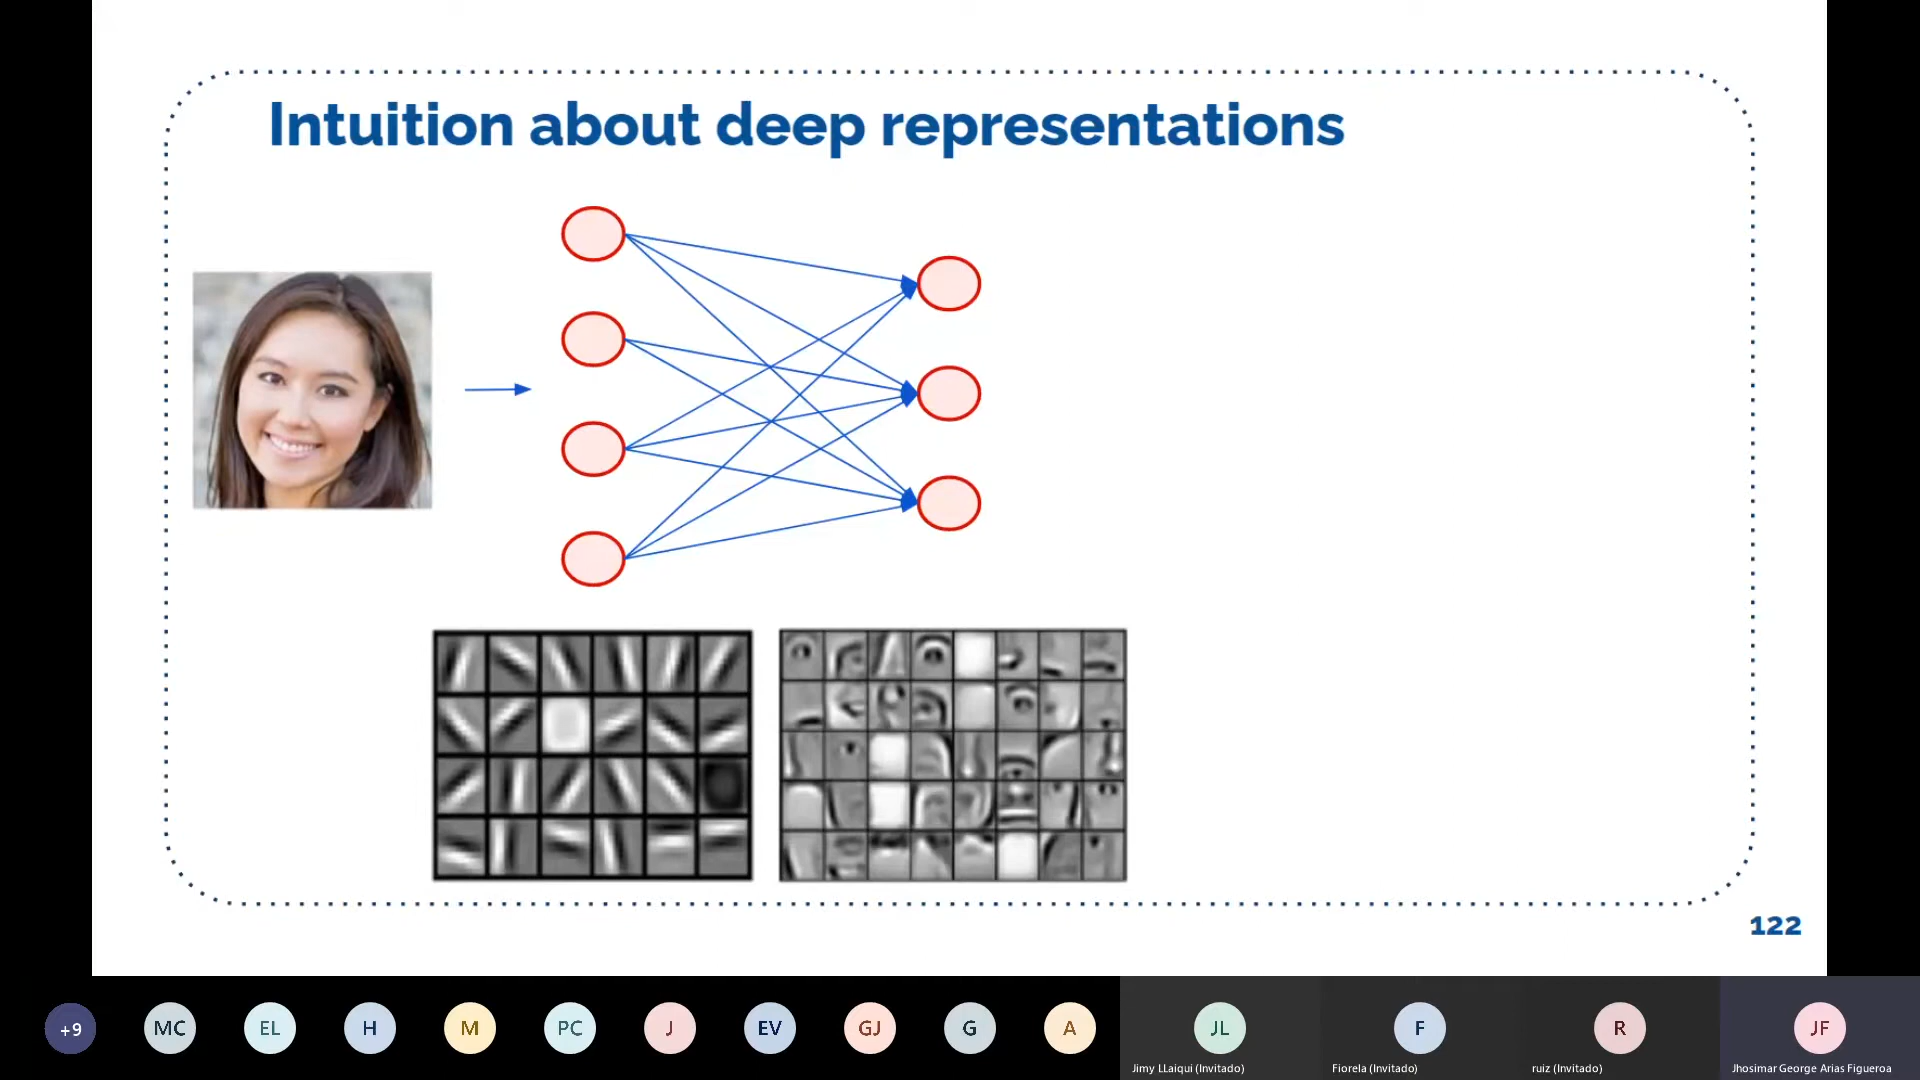 Intuition about deep representations
122
+9
MC
EL
H
M
PC
J
EV
GJ
G
A
JL
F
R
JF
Jimy LLaiqui (Invitado)
Fiorela (Invitado)
ruiz (Invitado)
Jhosimar George Arias Figueroa